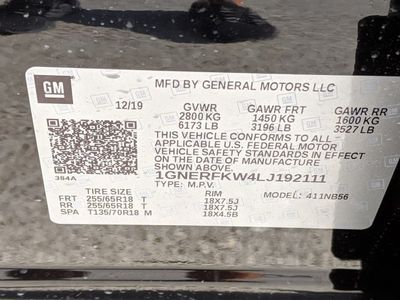 GM
MFD BY GENERAL MOTORS LLC
12/19 GVWR GAWR FRT GAWR RR
2800 KG 1450 KG 1600 KG
6173 LB 3196 LB 3527 LB
THIS VEHICLE CONFORMS TO ALL
APPLICABLE U.S. FEDERAL MOTOR
VEHICLE SAFETY STANDARDS IN EFFECT
ON THE DATE OF MANUFACTURE SHOWN ABOVE.
384A 1GNERFKW4LJ192111
TYPE: M.P.V. MODEL: 411NB56
TIRE SIZE RIM
FRT 255/65R18 T 18X7.5J
RR 255/65R18 T 18X7.5J
SPA T135/70R18 M 18X4.5B